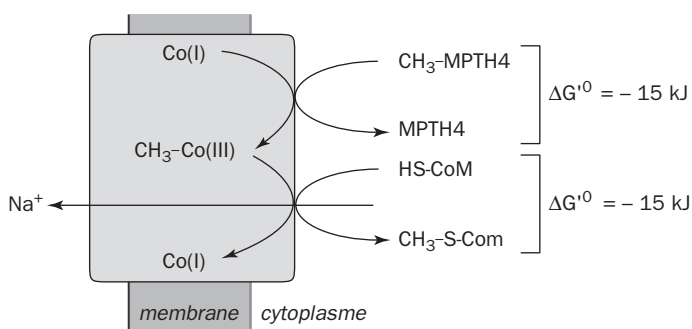 Co(I)
CH₃–MPTH4
ΔG'⁰ = – 15 kJ
MPTH4
CH₃–Co(III)
HS-CoM
Na⁺
ΔG'⁰ = – 15 kJ
CH₃–S-Com
Co(I)
membrane cytoplasme